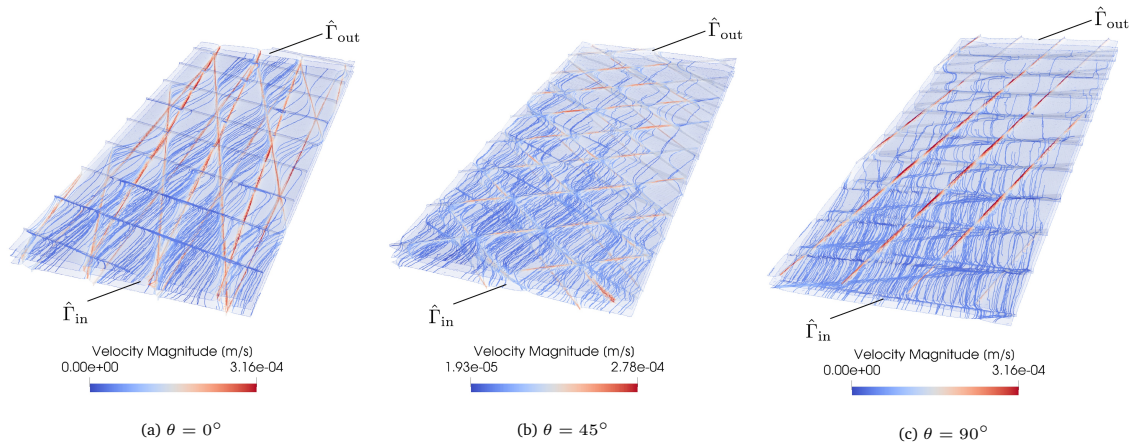 Γ̂out
Γ̂in
Velocity Magnitude (m/s)
0.00e+00 3.16e-04
(a) θ = 0°
Γ̂out
Γ̂in
Velocity Magnitude (m/s)
1.93e-05 2.78e-04
(b) θ = 45°
Γ̂out
Γ̂in
Velocity Magnitude (m/s)
0.00e+00 3.16e-04
(c) θ = 90°